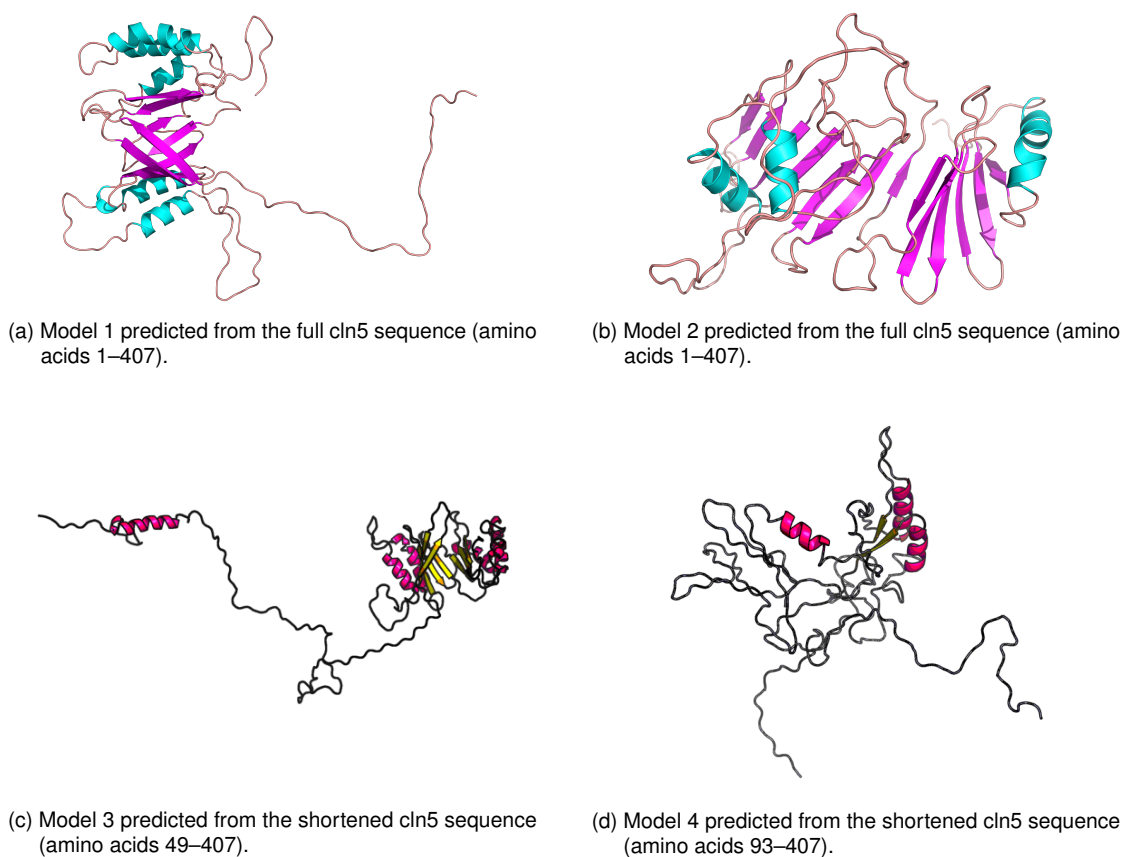 (a) Model 1 predicted from the full cln5 sequence (amino
acids 1–407).
(b) Model 2 predicted from the full cln5 sequence (amino
acids 1–407).
(c) Model 3 predicted from the shortened cln5 sequence
(amino acids 49–407).
(d) Model 4 predicted from the shortened cln5 sequence
(amino acids 93–407).